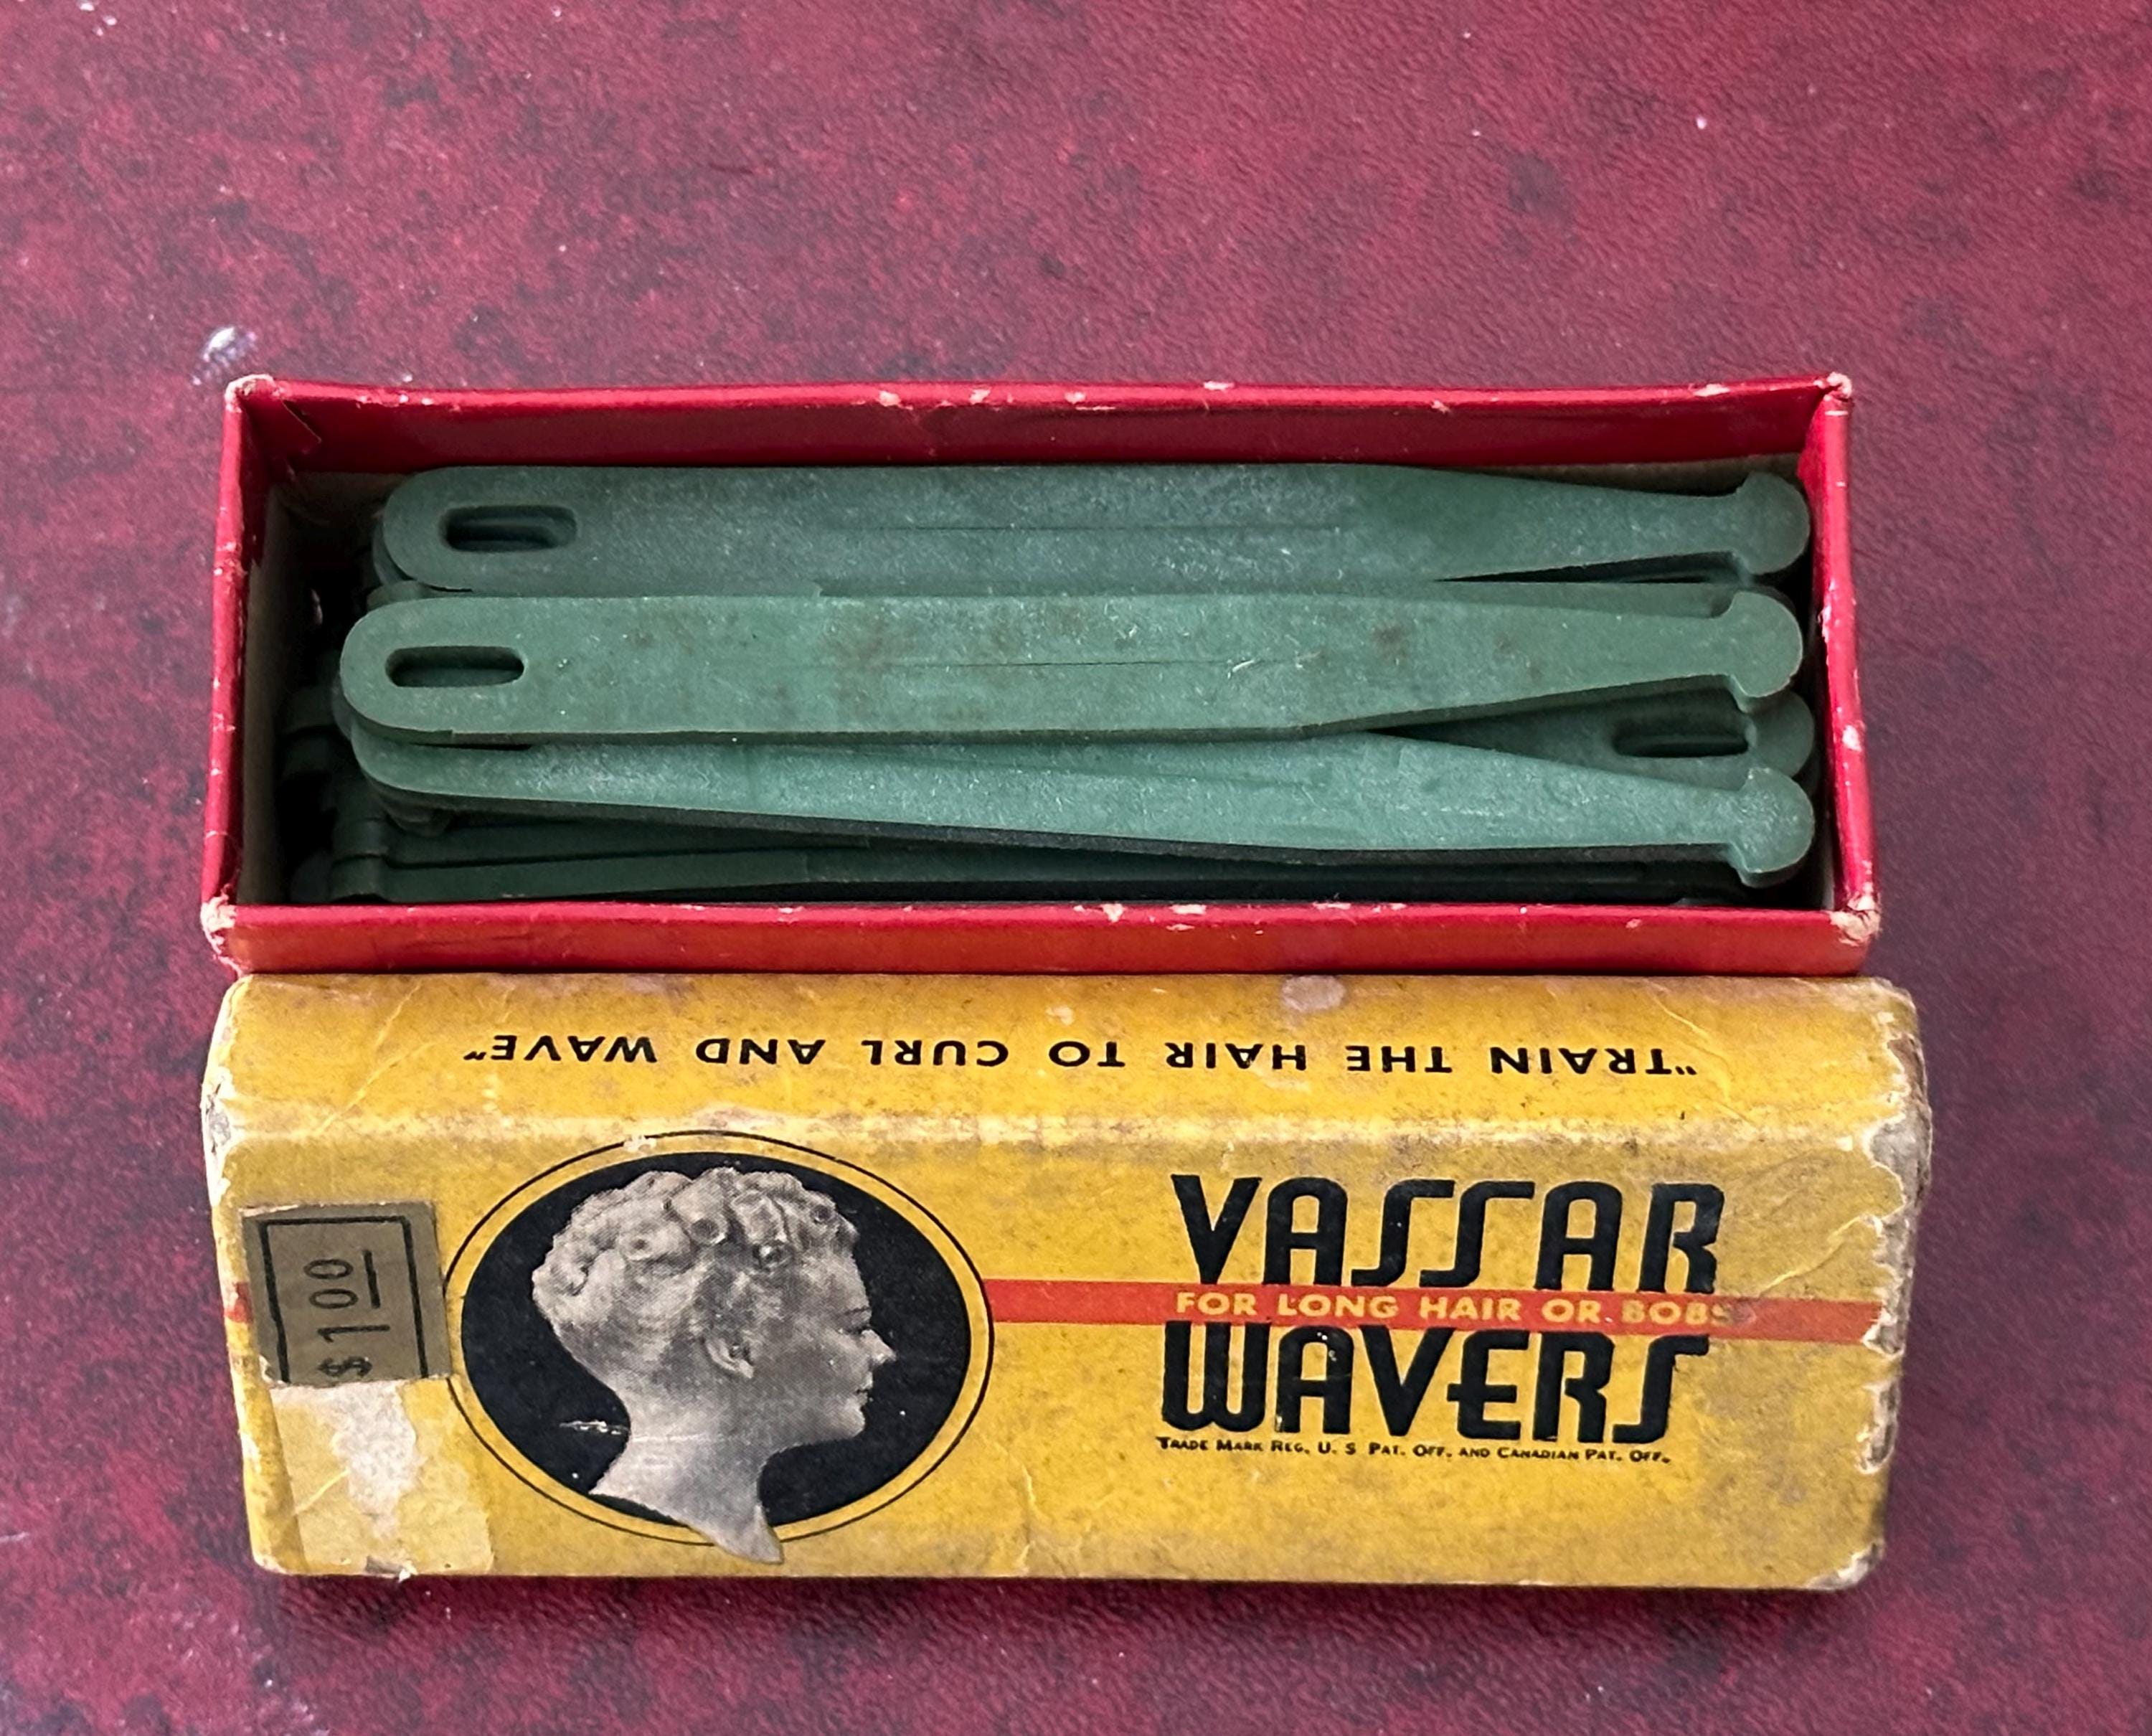 "TRAIN THE HAIR TO CURL AND WAVE"
$1.00
VASSAR
FOR LONG HAIR OR BOBS
WAVERS
TRADE MARK REG. U. S PAT. OFF. AND CANADIAN PAT. OFF.